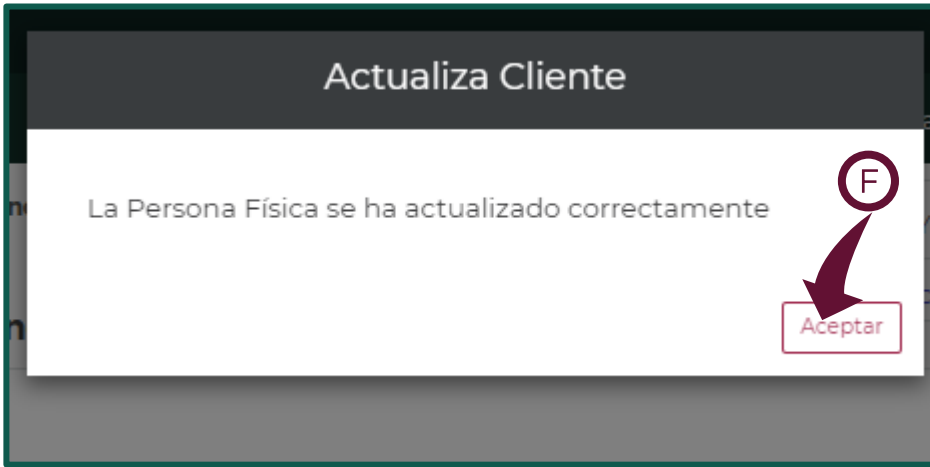 Actualiza Cliente
F
La Persona Física se ha actualizado correctamente
Aceptar